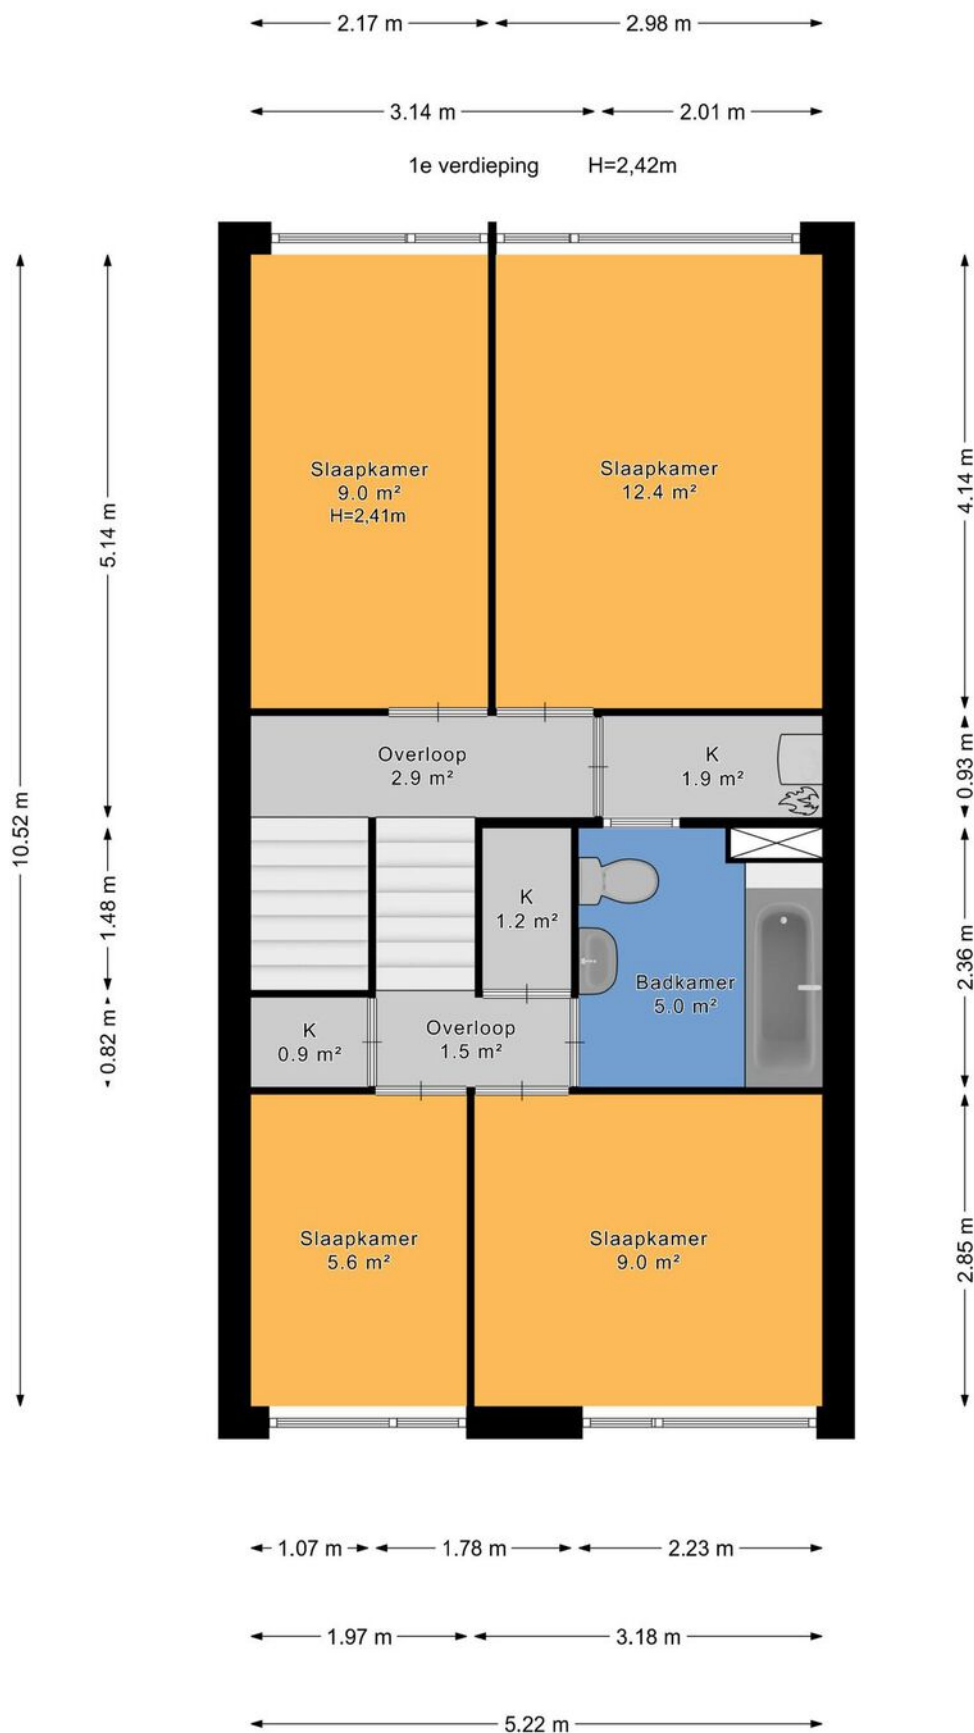 2.17 m
2.98 m
3.14 m
2.01 m
1e verdieping H=2,42m
Slaapkamer
9.0 m²
H=2,41m
Slaapkamer
12.4 m²
10.52 m
5.14 m
1.48 m
0.82 m
4.14 m
0.93 m
2.36 m
2.85 m
Overloop
2.9 m²
K
1.9 m²
K
1.2 m²
Badkamer
5.0 m²
K
0.9 m²
Overloop
1.5 m²
Slaapkamer
5.6 m²
Slaapkamer
9.0 m²
1.07 m
1.78 m
2.23 m
1.97 m
3.18 m
5.22 m